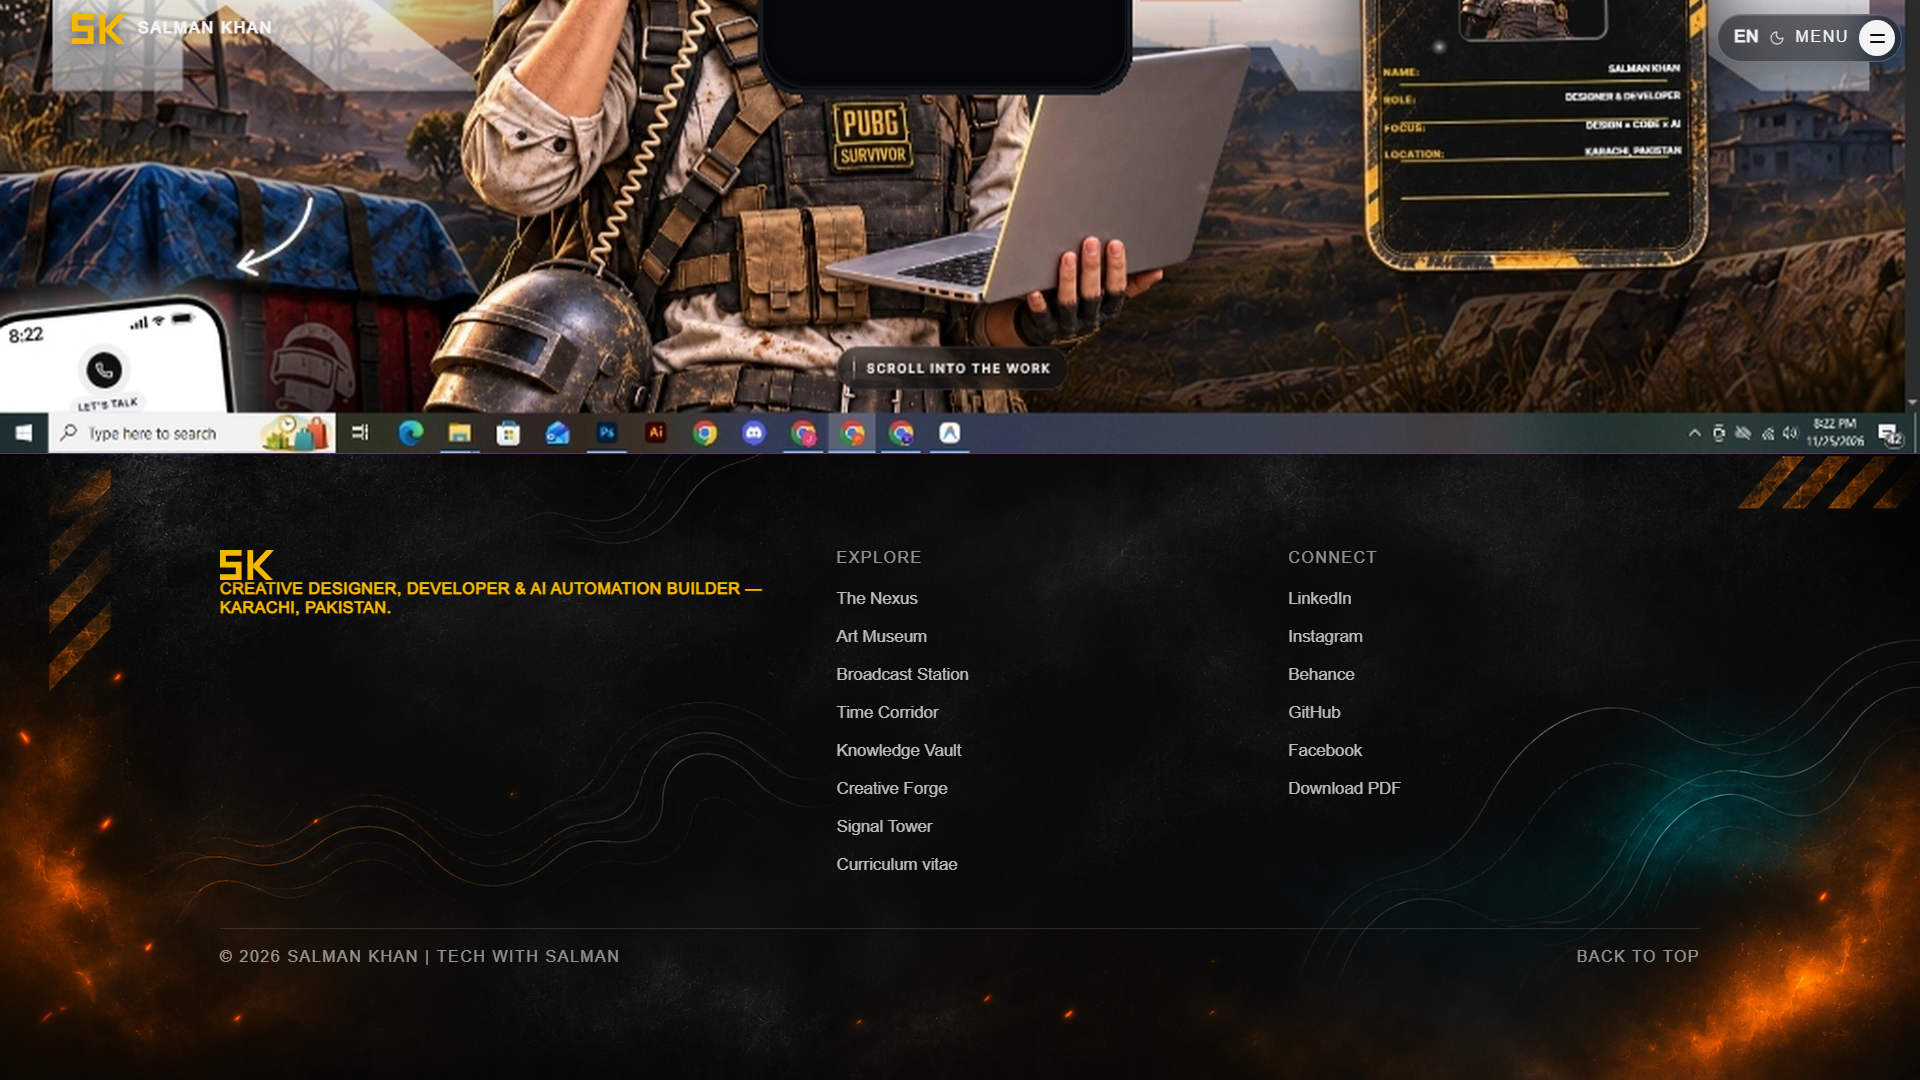 SK SALMAN KHAN
EN MENU
NAME: SALMAN KHAN
ROLE: DESIGNER & DEVELOPER
FOCUS: DESIGN × CODE × AI
LOCATION: KARACHI, PAKISTAN
PUBG
SURVIVOR
8:22
LET'S TALK
SCROLL INTO THE WORK
Type here to search
Ps
Ai
8:22 PM
11/25/2026
42
SK
CREATIVE DESIGNER, DEVELOPER & AI AUTOMATION BUILDER —
KARACHI, PAKISTAN.
EXPLORE
The Nexus
Art Museum
Broadcast Station
Time Corridor
Knowledge Vault
Creative Forge
Signal Tower
Curriculum vitae
CONNECT
LinkedIn
Instagram
Behance
GitHub
Facebook
Download PDF
© 2026 SALMAN KHAN | TECH WITH SALMAN
BACK TO TOP